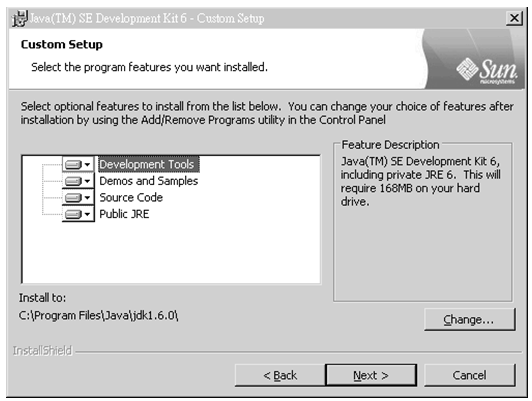 Java(TM) SE Development Kit 6 - Custom Setup
Custom Setup
Select the program features you want installed.
Sun
microsystems
Select optional features to install from the list below. You can change your choice of features after
installation by using the Add/Remove Programs utility in the Control Panel
Development Tools
Demos and Samples
Source Code
Public JRE
Feature Description
Java(TM) SE Development Kit 6,
including private JRE 6. This will
require 168MB on your hard
drive.
Install to:
C:\Program Files\Java\jdk1.6.0\
Change...
InstallShield
< Back
Next >
Cancel